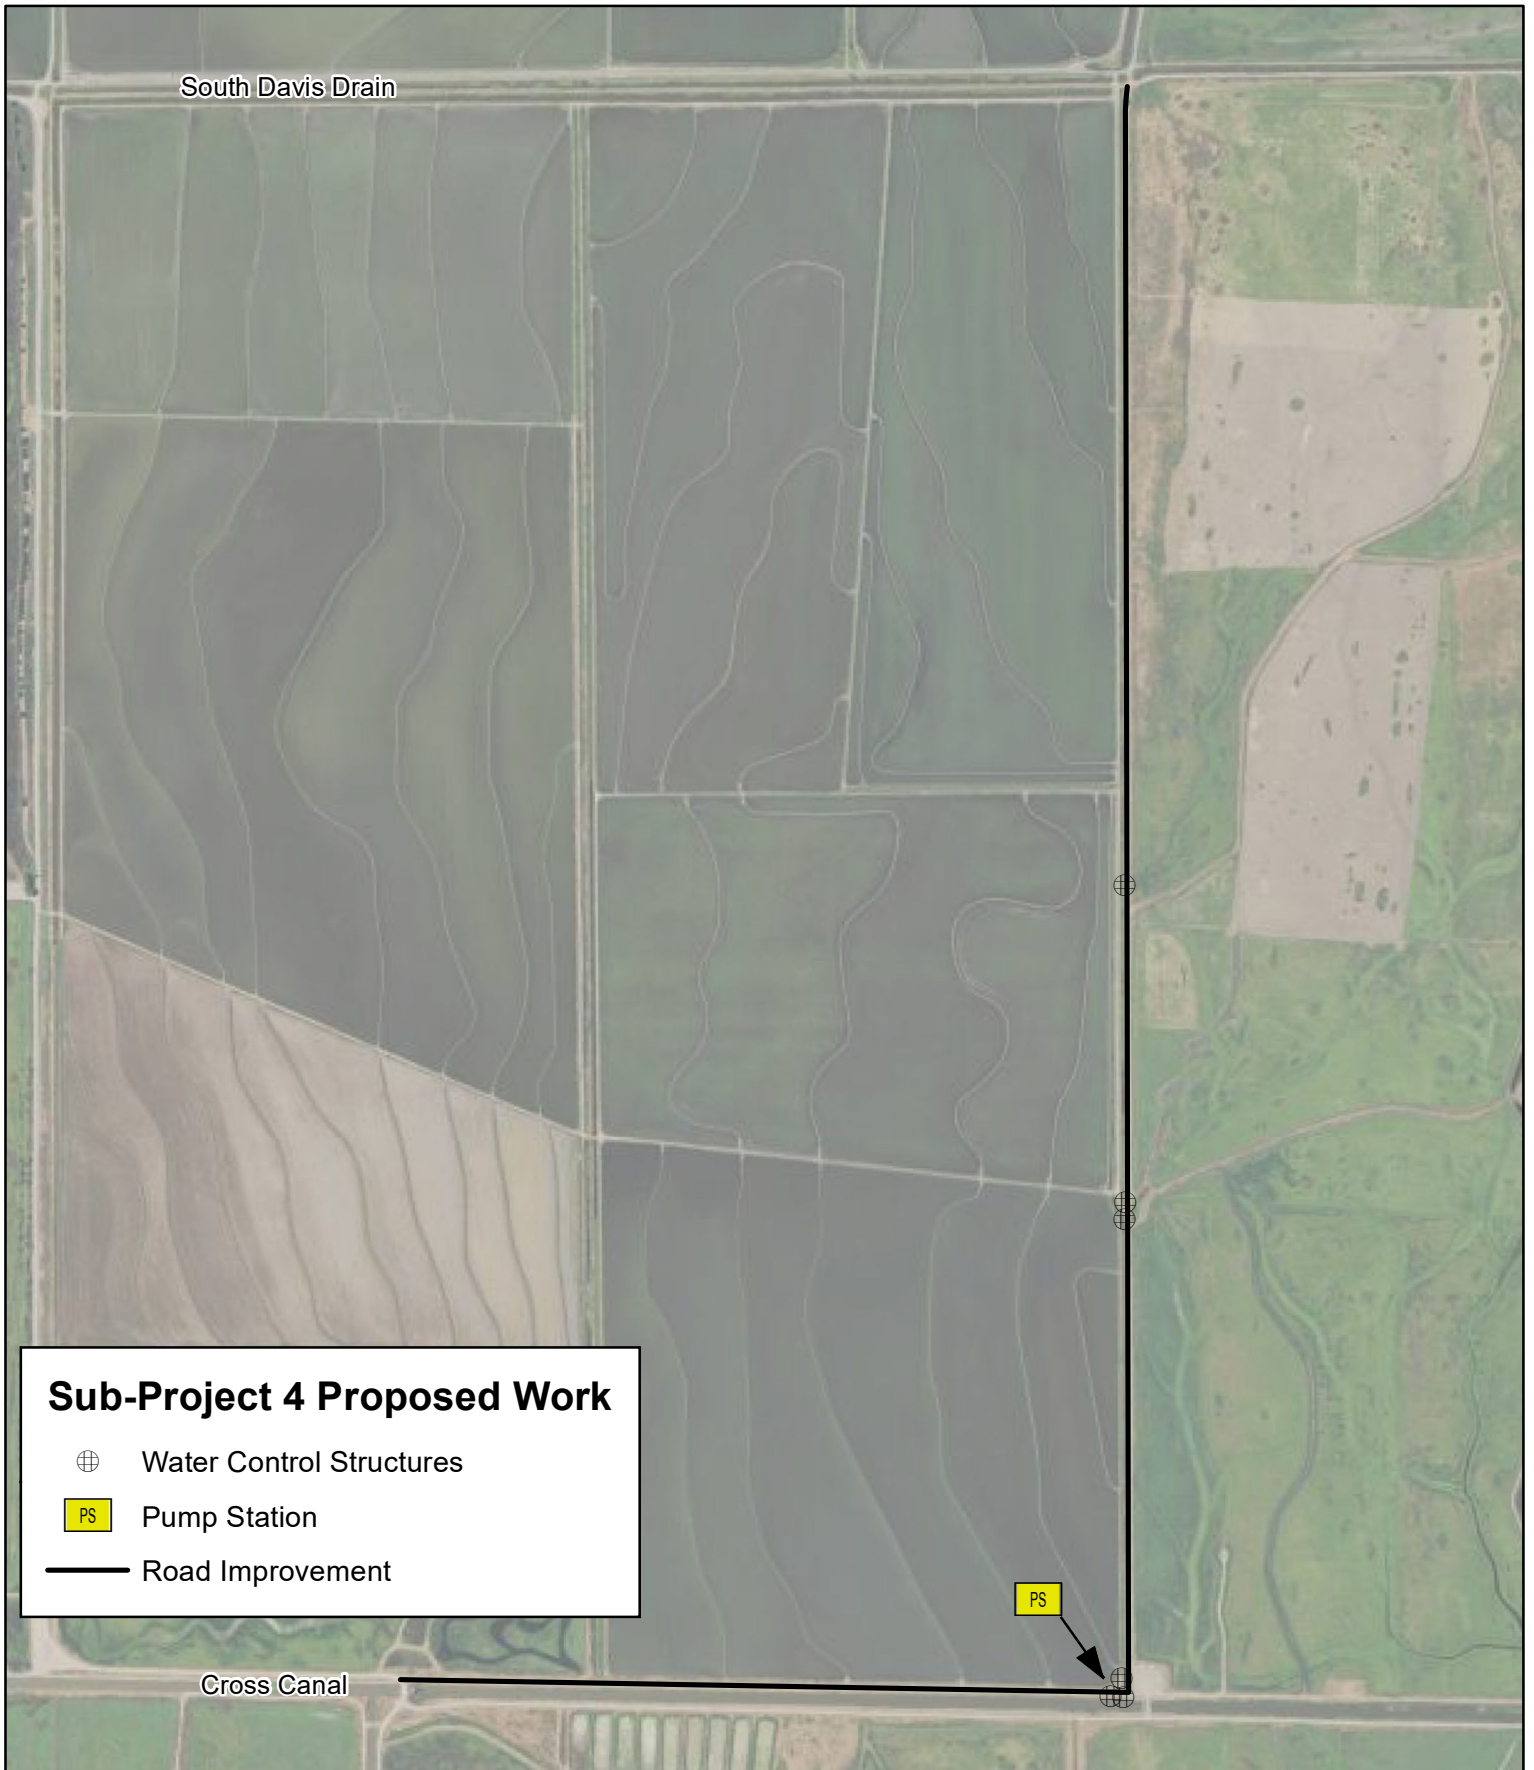 South Davis Drain
Sub-Project 4 Proposed Work
Water Control Structures
PS Pump Station
Road Improvement
PS
Cross Canal